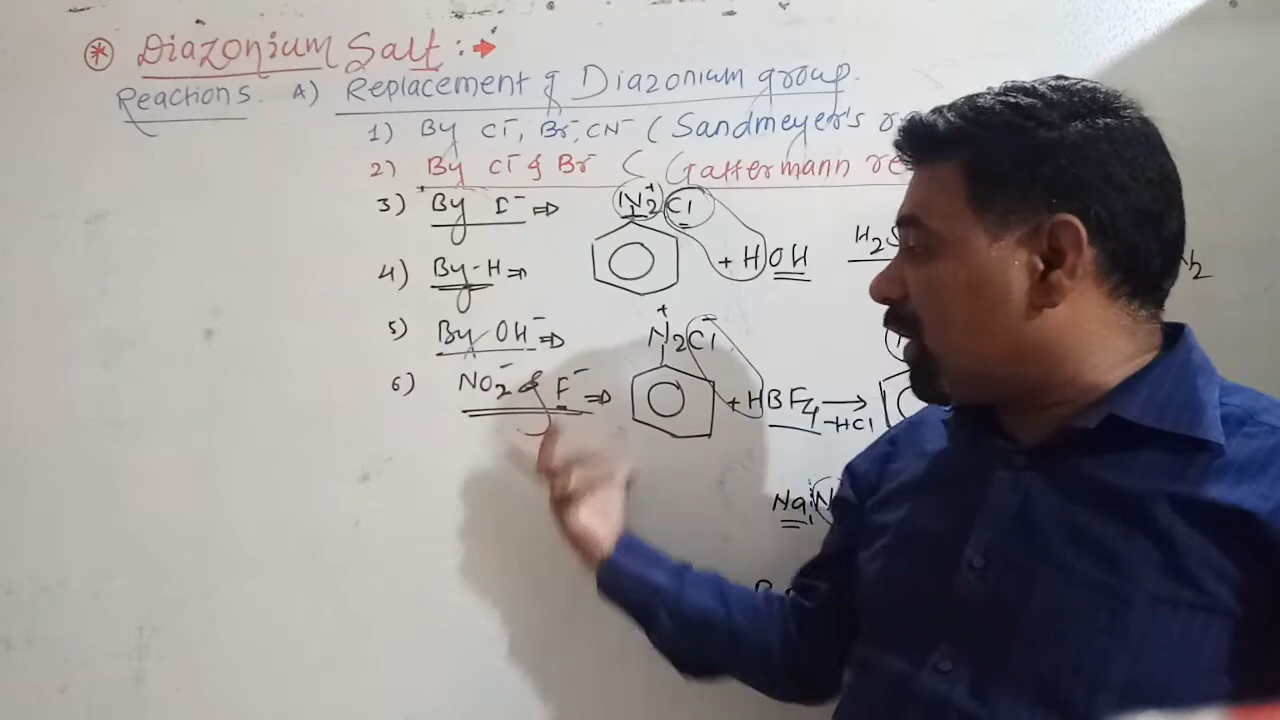 * Diazonium Salt :- →
Reactions. A) Replacement of Diazonium group.
1) By Cl⁻, Br⁻, CN⁻ (Sandmeyer's
2) By Cl⁻ & Br⁻ (Gattermann
3) By I⁻ ⇒ N₂⁺ Cl⁻
4) By-H ⇒ + HOH
5) By OH⁻ ⇒ N₂⁺Cl⁻
6) NO₂⁻ & F⁻ ⇒ + HBF₄ → -HCl
Na